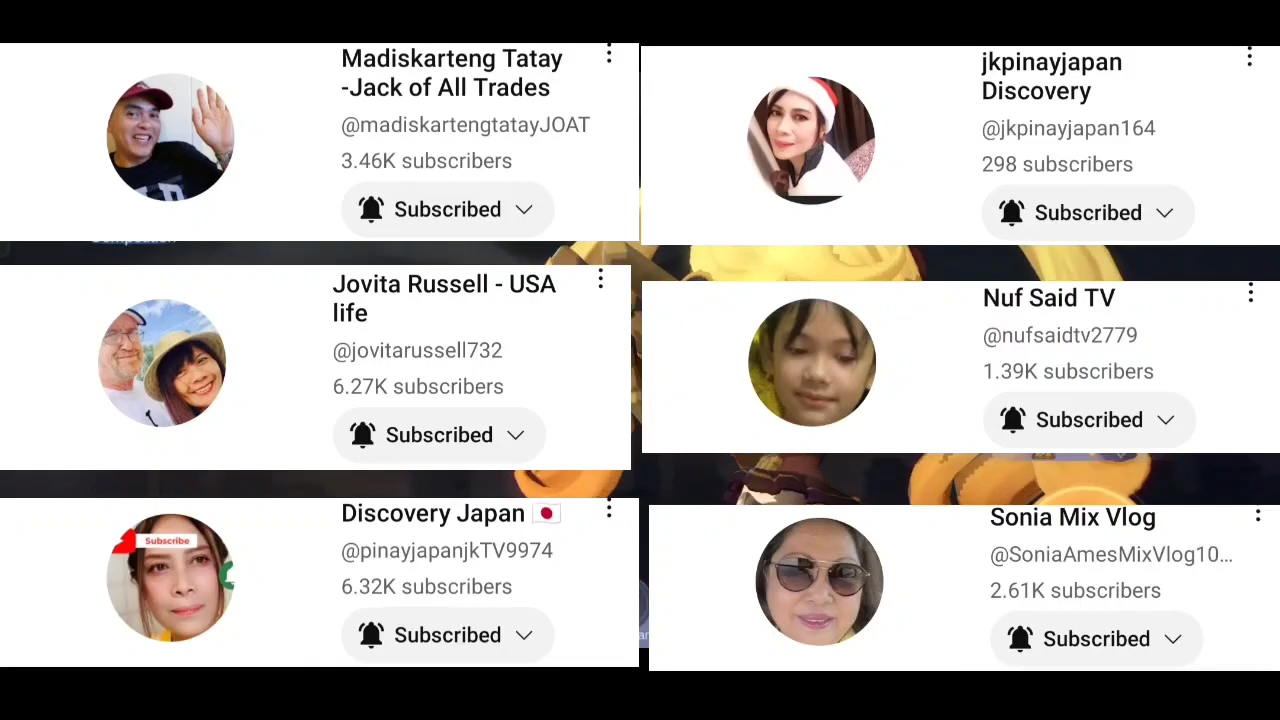 Madiskarteng Tatay
-Jack of All Trades
@madiskartengtatayJOAT
3.46K subscribers
Subscribed
jkpinayjapan
Discovery
@jkpinayjapan164
298 subscribers
Subscribed
Jovita Russell - USA
life
@jovitarussell732
6.27K subscribers
Subscribed
Nuf Said TV
@nufsaidtv2779
1.39K subscribers
Subscribed
Subscribe
Discovery Japan 🇯🇵
@pinayjapanjkTV9974
6.32K subscribers
Subscribed
Sonia Mix Vlog
@SoniaAmesMixVlog10...
2.61K subscribers
Subscribed